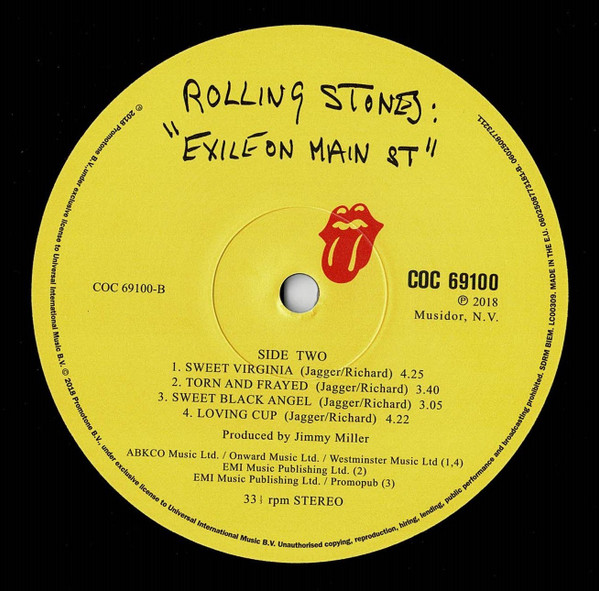 ROLLING STONES:
"EXILE ON MAIN ST"
COC 69100-B
COC 69100
℗ 2018
Musidor, N.V.
SIDE TWO
1. SWEET VIRGINIA (Jagger/Richard) 4.25
2. TORN AND FRAYED (Jagger/Richard) 3.40
3. SWEET BLACK ANGEL (Jagger/Richard) 3.05
4. LOVING CUP (Jagger/Richard) 4.22
Produced by Jimmy Miller
ABKCO Music Ltd. / Onward Music Ltd. / Westminster Music Ltd (1,4)
EMI Music Publishing Ltd. (2)
EMI Music Publishing Ltd. / Promopub (3)
33| rpm STEREO
℗ 2018 Promotone B.V. under exclusive license to Universal International Music B.V. © 2018 Promotone B.V., under exclusive license to Universal International Music B.V. Unauthorised copying, reproduction, hiring, lending, public performance and broadcasting prohibited. SDRM BIEM. LC00309. MADE IN THE E.U. 0602508773181-B. 0602508773211.